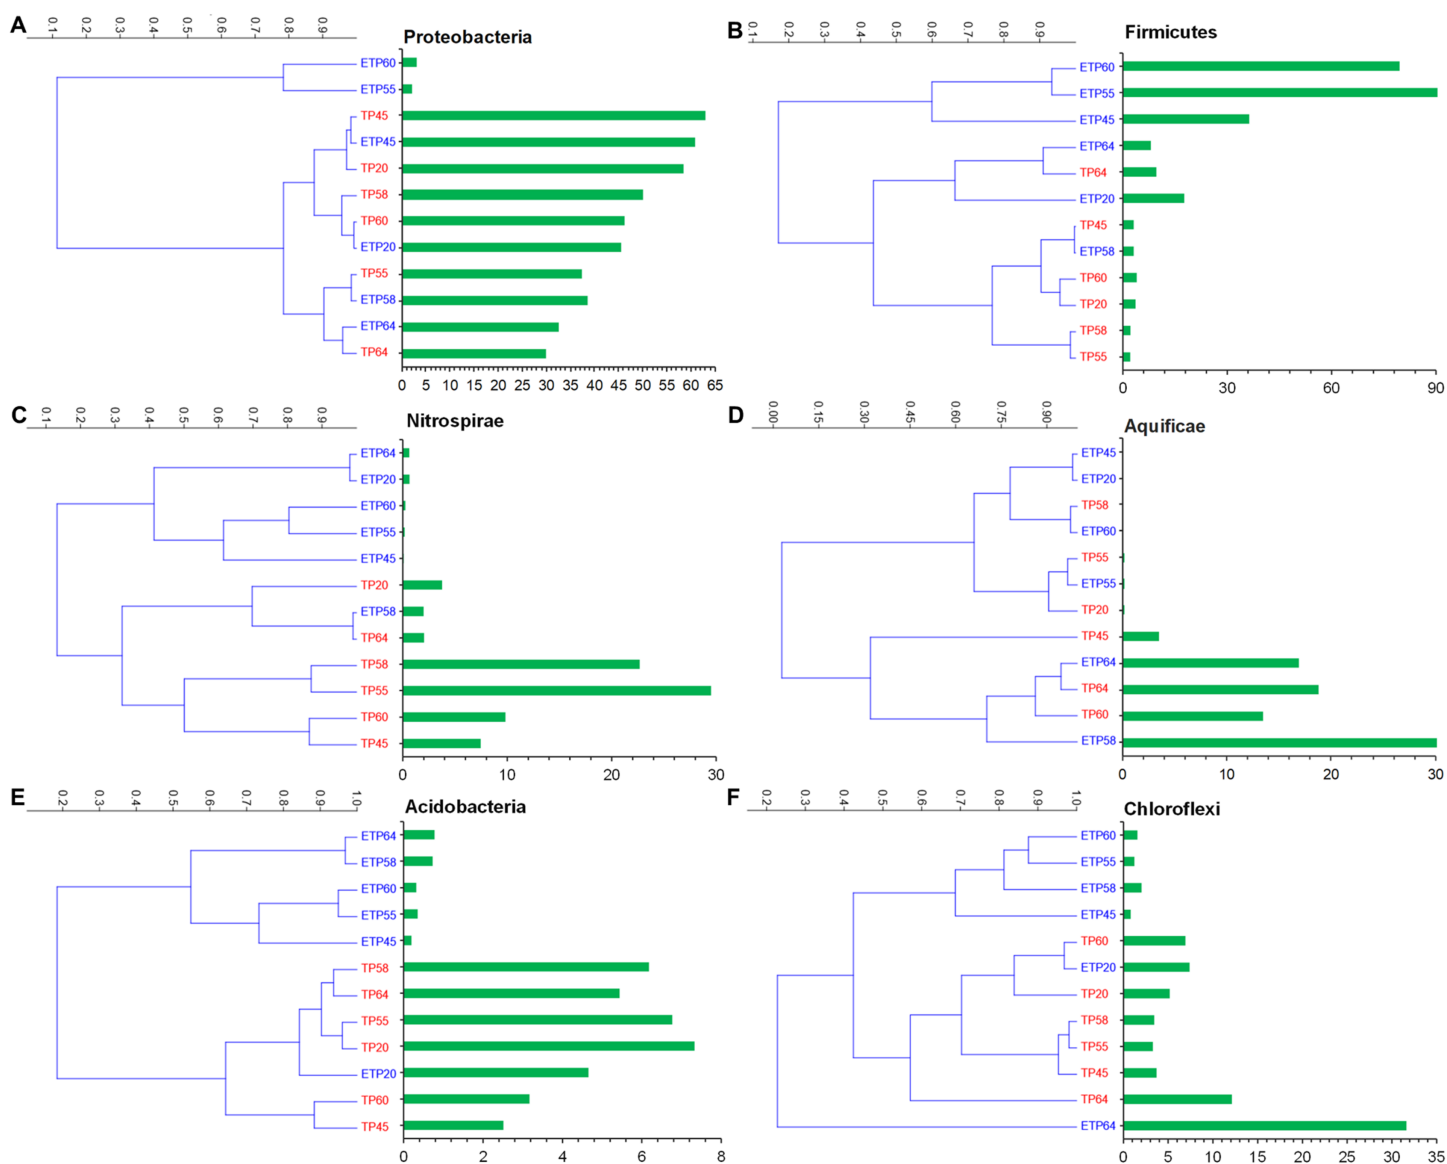 A
0.1 0.2 0.3 0.4 0.5 0.6 0.7 0.8 0.9
Proteobacteria
ETP60
ETP55
TP45
ETP45
TP20
TP58
TP60
ETP20
TP55
ETP58
ETP64
TP64
0 5 10 15 20 25 30 35 40 45 50 55 60 65
B
0.1 0.2 0.3 0.4 0.5 0.6 0.7 0.8 0.9
Firmicutes
ETP60
ETP55
ETP45
ETP64
TP64
ETP20
TP45
ETP58
TP60
TP20
TP58
TP55
0 30 60 90
C
0.1 0.2 0.3 0.4 0.5 0.6 0.7 0.8 0.9
Nitrospirae
ETP64
ETP20
ETP60
ETP55
ETP45
TP20
ETP58
TP64
TP58
TP55
TP60
TP45
0 10 20 30
D
0.00 0.15 0.30 0.45 0.60 0.75 0.90
Aquificae
ETP45
ETP20
TP58
ETP60
TP55
ETP55
TP20
TP45
ETP64
TP64
TP60
ETP58
0 10 20 30
E
0.2 0.3 0.4 0.5 0.6 0.7 0.8 0.9 1.0
Acidobacteria
ETP64
ETP58
ETP60
ETP55
ETP45
TP58
TP64
TP55
TP20
ETP20
TP60
TP45
0 2 4 6 8
F
0.2 0.3 0.4 0.5 0.6 0.7 0.8 0.9 1.0
Chloroflexi
ETP60
ETP55
ETP58
ETP45
TP60
ETP20
TP20
TP58
TP55
TP45
TP64
ETP64
0 5 10 15 20 25 30 35